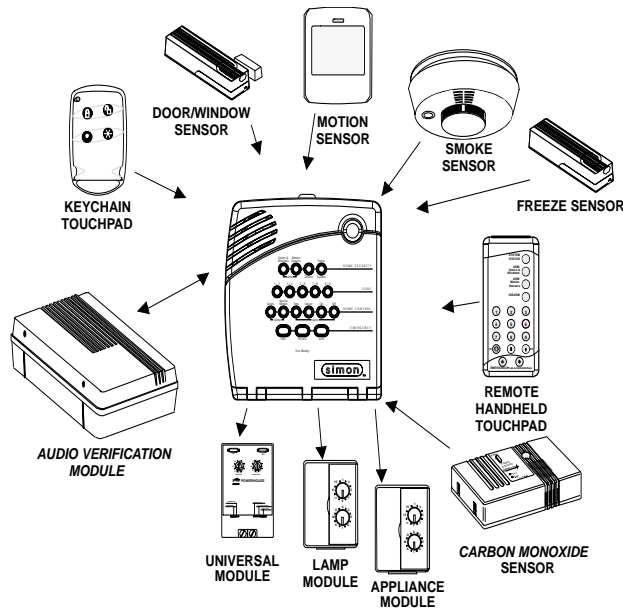 DOOR/WINDOW
SENSOR
MOTION
SENSOR
SMOKE
SENSOR
FREEZE SENSOR
KEYCHAIN
TOUCHPAD
HOME SECURITY
CODE
HOME CONTROL
EMERGENCY
simon
REMOTE
HANDHELD
TOUCHPAD
AUDIO VERIFICATION
MODULE
POWERHOUSE
UNIVERSAL
MODULE
LAMP
MODULE
APPLIANCE
MODULE
CARBON MONOXIDE
SENSOR